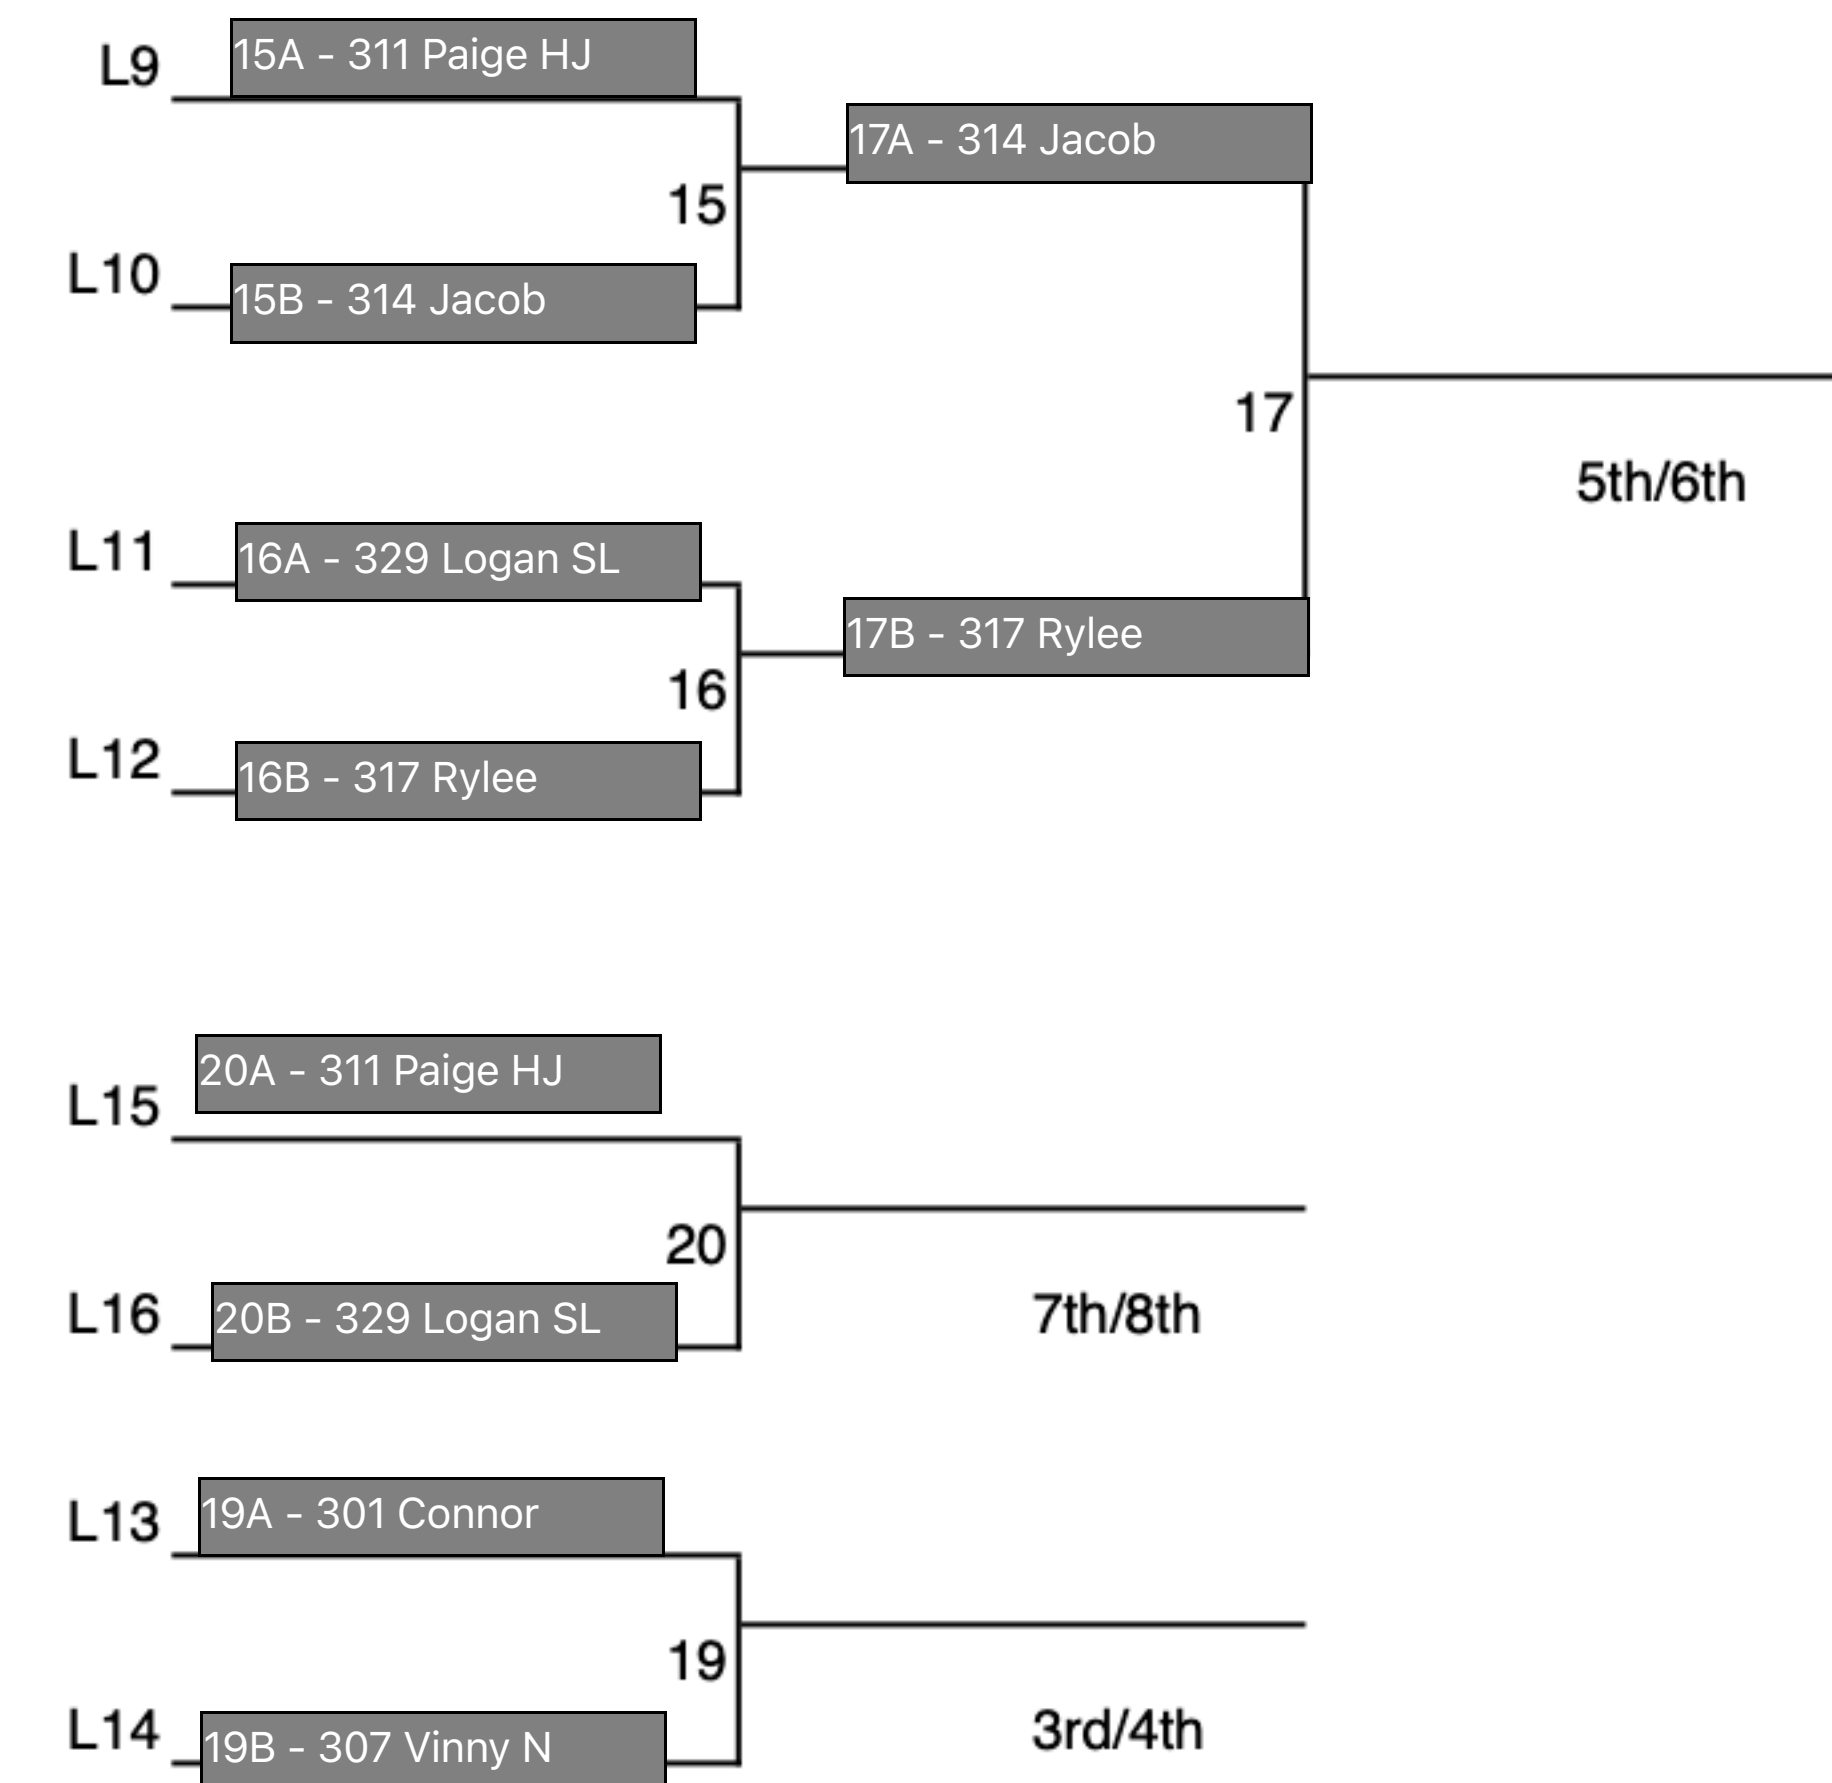 L9
15A - 311 Paige HJ
17A - 314 Jacob
15
L10
15B - 314 Jacob
17
5th/6th
L11
16A - 329 Logan SL
17B - 317 Rylee
16
L12
16B - 317 Rylee
20A - 311 Paige HJ
L15
20
L16
20B - 329 Logan SL
7th/8th
L13
19A - 301 Connor
19
L14
19B - 307 Vinny N
3rd/4th